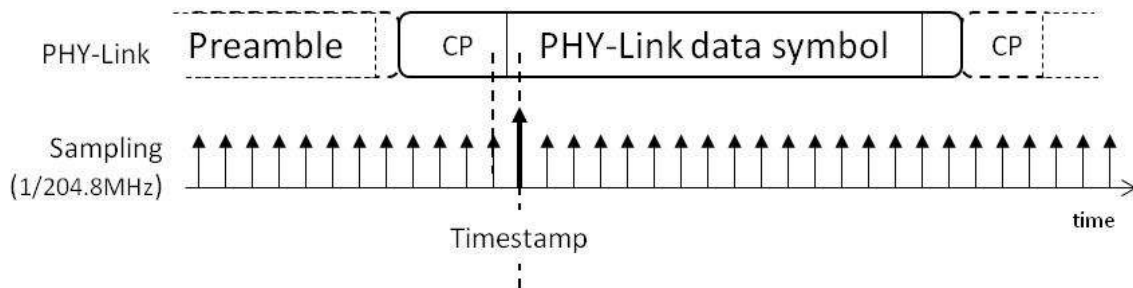 PHY-Link
Preamble
CP
PHY-Link data symbol
CP
Sampling
(1/204.8MHz)
time
Timestamp